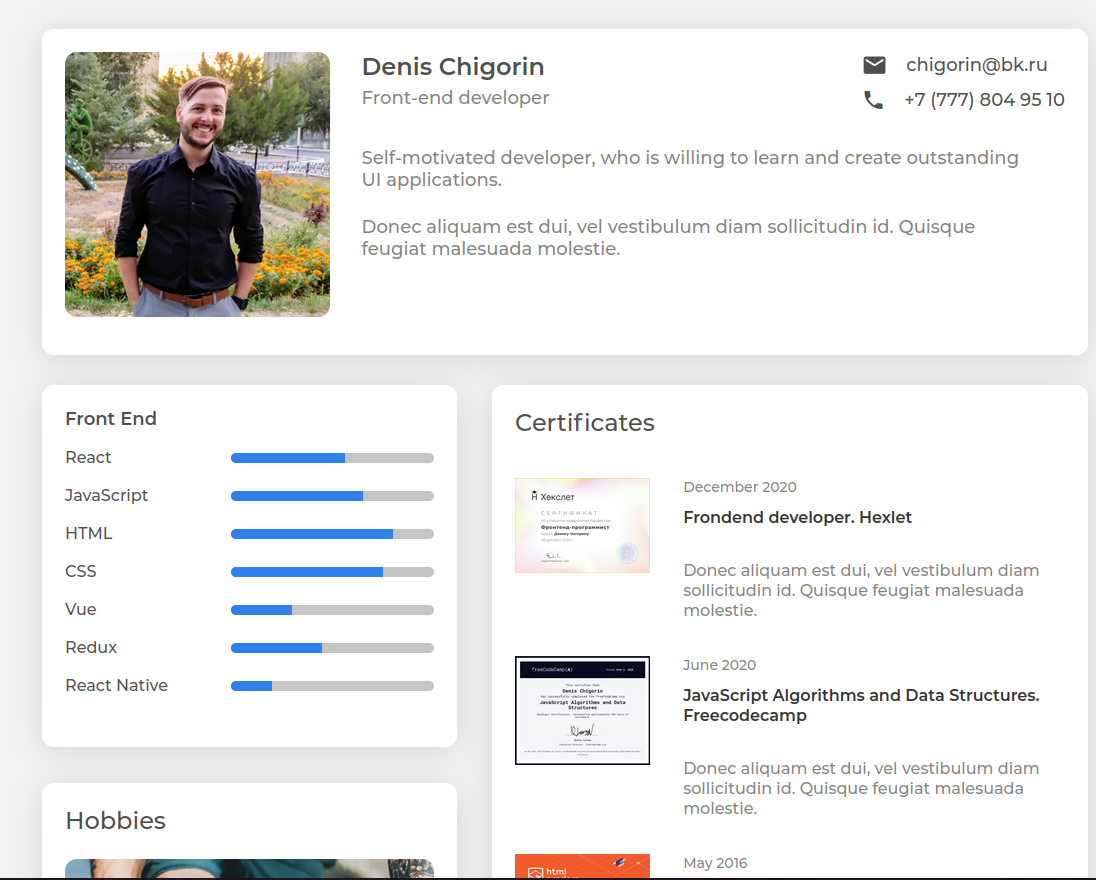 Denis Chigorin
Front-end developer
chigorin@bk.ru
+7 (777) 804 95 10
Self-motivated developer, who is willing to learn and create outstanding
UI applications.
Donec aliquam est dui, vel vestibulum diam sollicitudin id. Quisque
feugiat malesuada molestie.
Front End
React
JavaScript
HTML
CSS
Vue
Redux
React Native
Hobbies
Certificates
Хекслет
СЕРТИФИКАТ
Фронтенд-программист
December 2020
Frondend developer. Hexlet
Donec aliquam est dui, vel vestibulum diam
sollicitudin id. Quisque feugiat malesuada
molestie.
freeCodeCamp(A)
Denis Chigorin
JavaScript Algorithms and Data
Structures
June 2020
JavaScript Algorithms and Data Structures.
Freecodecamp
Donec aliquam est dui, vel vestibulum diam
sollicitudin id. Quisque feugiat malesuada
molestie.
html
May 2016